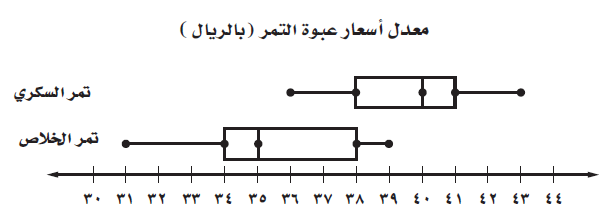 معدل أسعار عبوة التمر (بالريال)
تمر السكري
تمر الخلاص
٣٠ ٣١ ٣٢ ٣٣ ٣٤ ٣٥ ٣٦ ٣٧ ٣٨ ٣٩ ٤٠ ٤١ ٤٢ ٤٣ ٤٤